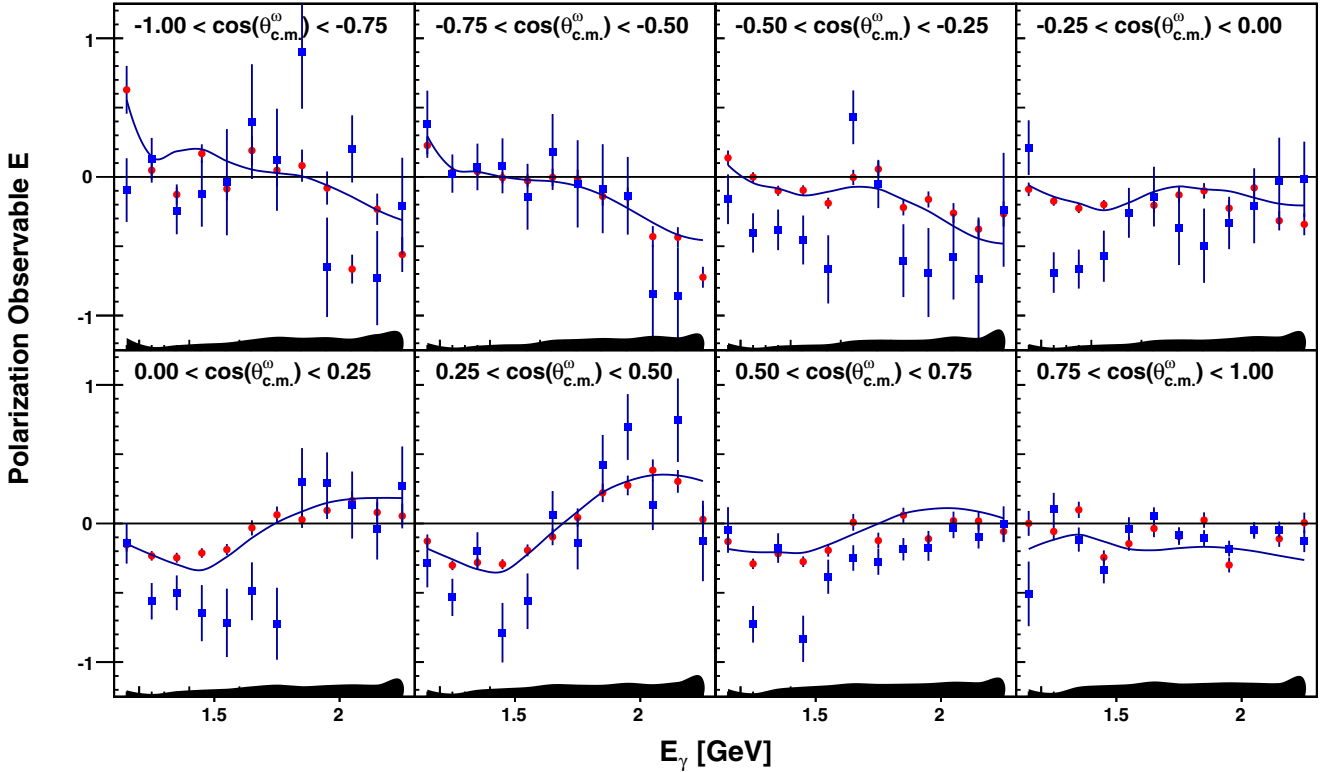 Polarization Observable E
-1.00 < cos(θ^ω_c.m.) < -0.75
-0.75 < cos(θ^ω_c.m.) < -0.50
-0.50 < cos(θ^ω_c.m.) < -0.25
-0.25 < cos(θ^ω_c.m.) < 0.00
1
0
-1
0.00 < cos(θ^ω_c.m.) < 0.25
0.25 < cos(θ^ω_c.m.) < 0.50
0.50 < cos(θ^ω_c.m.) < 0.75
0.75 < cos(θ^ω_c.m.) < 1.00
1
0
-1
1.5 2 1.5 2 1.5 2 1.5 2
E_γ [GeV]